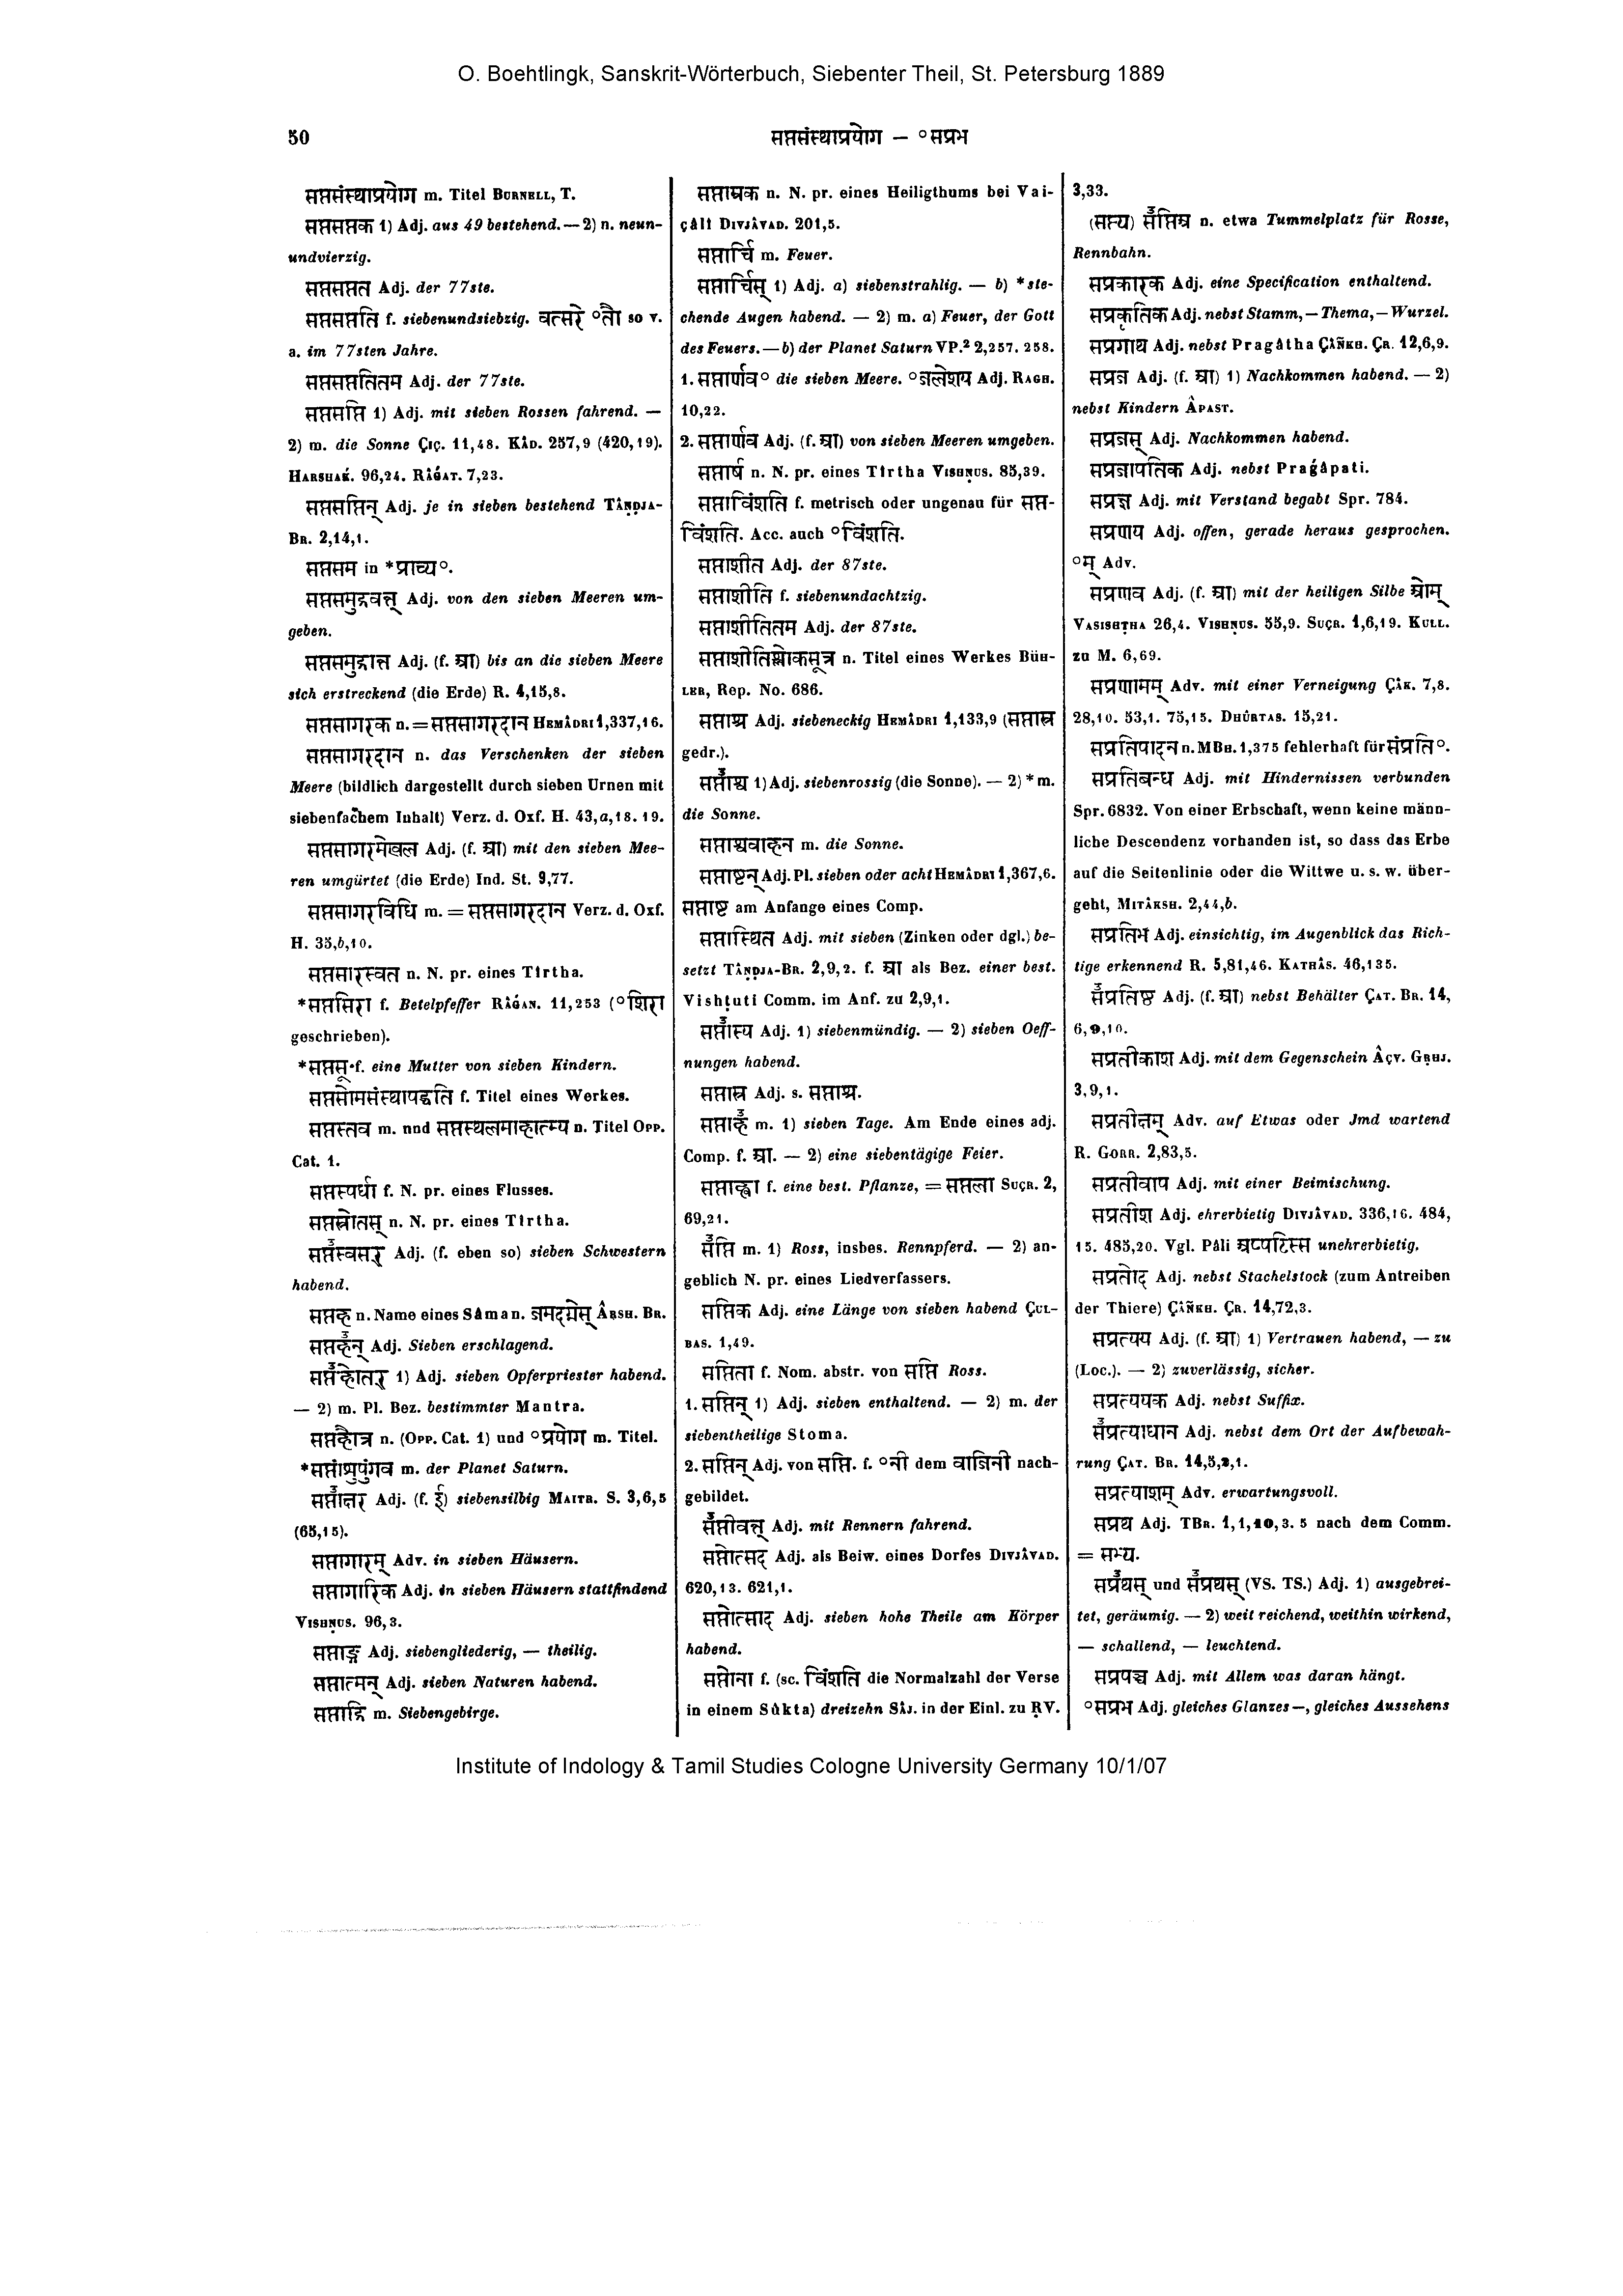 O. Boehtlingk, Sanskrit-Wörterbuch, Siebenter Theil, St. Petersburg 1889
50
सप्तसंस्थाप्रयोग — °सप्रभ
सप्तसंस्थाप्रयोग m. Titel BURNELL, T.
सप्तसप्तक 1) Adj. aus 49 bestehend. — 2) n. neun-
undvierzig.
सप्तसप्तत Adj. der 77ste.
सप्तसप्तति f. siebenundsiebzig. वत्सरे °तौ so v.
a. im 77sten Jahre.
सप्तसप्ततितम Adj. der 77ste.
सप्तसप्ति 1) Adj. mit sieben Rossen fahrend. —
2) m. die Sonne ÇIÇ. 11,48. KÂD. 257,9 (420,19).
HARSHAḰ. 96,24. RÂǴAT. 7,23.
सप्तसप्तिन् Adj. je in sieben bestehend TÂṆḌJA-
BR. 2,14,1.
सप्तसम in *प्राच्य°.
सप्तसमुद्रवत्त् Adj. von den sieben Meeren um-
geben.
सप्तसमुद्रान्त Adj. (f. आ) bis an die sieben Meere
sich erstreckend (die Erde) R. 4,15,8.
सप्तसागरक n. = सप्तसागरदान HEMÂDRI 1,337,16.
सप्तसागरदान n. das Verschenken der sieben
Meere (bildlich dargestellt durch sieben Urnen mit
siebenfachem Inhalt) Verz. d. Oxf. H. 43,a,18. 19.
सप्तसागरमेखल Adj. (f. आ) mit den sieben Mee-
ren umgürtet (die Erde) Ind. St. 9,77.
सप्तसागरविधि m. = सप्तसागरदान Verz. d. Oxf.
H. 35,b,10.
सप्तसारस्वत n. N. pr. eines Tîrtha.
*सप्तसिरा f. Betelpfeffer RÂǴAN. 11,253 (°शिरा
geschrieben).
*सप्तसू f. eine Mutter von sieben Kindern.
सप्तसोमसंस्थापद्धति f. Titel eines Werkes.
सप्तस्तव m. und सप्तस्थलमाहात्म्य n. Titel OPP.
Cat. 1.
सप्तस्पर्धा f. N. pr. eines Flusses.
सप्तस्रोतस् n. N. pr. eines Tîrtha.
सप्तस्वसर् Adj. (f. eben so) sieben Schwestern
habend.
सप्तह n. Name eines Sâman. जमदग्नेस् ÂRSH. BR.
सप्तहन् Adj. Sieben erschlagend.
सप्तहोतर् 1) Adj. sieben Opferpriester habend.
— 2) m. Pl. Bez. bestimmter Mantra.
सप्तहौत्र n. (OPP. Cat. 1) und °प्रयोग m. Titel.
*सप्तांशुपुंगव m. der Planet Saturn.
सप्ताक्षर Adj. (f. ई) siebensilbig MAITR. S. 3,6,5
(65,15).
सप्तागारम् Adv. in sieben Häusern.
सप्तागारिक Adj. in sieben Häusern stattfindend
VISHṆUS. 96,3.
सप्ताङ्ग Adj. siebengliederig, — theilig.
सप्तात्मन् Adj. sieben Naturen habend.
सप्ताद्रि m. Siebengebirge.
सप्ताम्रक n. N. pr. eines Heiligthums bei Vai-
çâlî DIVJÂVAD. 201,5.
सप्तार्चि m. Feuer.
सप्तार्चिस् 1) Adj. a) siebenstrahlig. — b) *ste-
chende Augen habend. — 2) m. a) Feuer, der Gott
des Feuers. — b) der Planet Saturn VP.² 2,257. 258.
1. सप्तार्णव° die sieben Meere. °जलेशय Adj. RAGH.
10,22.
2. सप्तार्णव Adj. (f. आ) von sieben Meeren umgeben.
सप्तार्ष n. N. pr. eines Tîrtha VISHṆUS. 85,39.
सप्ताविंशति f. metrisch oder ungenau für सप्त-
विंशति. Acc. auch °विंशति.
सप्ताशीत Adj. der 87ste.
सप्ताशीति f. siebenundachtzig.
सप्ताशीतितम Adj. der 87ste.
सप्ताशीतिश्लोकसूत्र n. Titel eines Werkes BÜH-
LER, Rep. No. 686.
सप्ताश्र Adj. siebeneckig HEMÂDRI 1,133,9 (सप्तास्र
gedr.).
सप्ताश्व 1) Adj. siebenrossig (die Sonne). — 2) *m.
die Sonne.
सप्ताश्ववाहन m. die Sonne.
सप्ताष्टन् Adj. Pl. sieben oder acht HEMÂDRI 1,367,6.
सप्ताष्ट am Anfange eines Comp.
सप्तास्थित Adj. mit sieben (Zinken oder dgl.) be-
setzt TÂṆḌJA-BR. 2,9,2. f. आ als Bez. einer best.
Vishṭuti Comm. im Anf. zu 2,9,1.
सप्तास्य Adj. 1) siebenmündig. — 2) sieben Oeff-
nungen habend.
सप्तास्र Adj. s. सप्ताश्र.
सप्ताह m. 1) sieben Tage. Am Ende eines adj.
Comp. f. आ. — 2) eine siebentägige Feier.
सप्ताह्वा f. eine best. Pflanze, = सप्तला SUÇR. 2,
69,21.
सप्ति m. 1) Ross, insbes. Rennpferd. — 2) an-
geblich N. pr. eines Liedverfassers.
सप्तिक Adj. eine Länge von sieben habend ÇUL-
BAS. 1,49.
सप्तिता f. Nom. abstr. von सप्ति Ross.
1. सप्तिन् 1) Adj. sieben enthaltend. — 2) m. der
siebentheilige Stoma.
2. सप्तिन् Adj. von सप्ति. f. °नी dem वाजिनी nach-
gebildet.
सप्तीवत्त् Adj. mit Rennern fahrend.
सप्तोत्सद Adj. als Beiw. eines Dorfes DIVJÂVAD.
620,13. 621,1.
सप्तोत्साद Adj. sieben hohe Theile am Körper
habend.
सप्तोना f. (sc. विंशति die Normalzahl der Verse
in einem Sûkta) dreizehn SÂJ. in der Einl. zu ṚV.
3,33.
(सप्त्य) सप्तिअ n. etwa Tummelplatz für Rosse,
Rennbahn.
सप्रकारक Adj. eine Specification enthaltend.
सप्रकृतिक Adj. nebst Stamm, — Thema, — Wurzel.
सप्रगाथ Adj. nebst Pragâtha ÇÂÑKH. ÇR. 12,6,9.
सप्रज Adj. (f. आ) 1) Nachkommen habend. — 2)
nebst Kindern ÂPAST.
सप्रजस् Adj. Nachkommen habend.
सप्रजापतिक Adj. nebst Praǵâpati.
सप्रज्ञ Adj. mit Verstand begabt Spr. 784.
सप्रणय Adj. offen, gerade heraus gesprochen.
°म् Adv.
सप्रणव Adj. (f. आ) mit der heiligen Silbe ओम्
VASISHṬHA 26,4. VISHṆUS. 55,9. SUÇR. 1,6,19. KULL.
zu M. 6,69.
सप्रणामम् Adv. mit einer Verneigung ÇÂK. 7,8.
28,10. 53,1. 75,15. DHÛRTAS. 15,21.
सप्रतिपादन n. MBH. 1,375 fehlerhaft für संप्रति°.
सप्रतिबन्ध Adj. mit Hindernissen verbunden
Spr. 6832. Von einer Erbschaft, wenn keine männ-
liche Descendenz vorhanden ist, so dass das Erbe
auf die Seitenlinie oder die Wittwe u. s. w. über-
geht, MITÂKSH. 2,44,b.
सप्रतिभ Adj. einsichtig, im Augenblick das Rich-
tige erkennend R. 5,81,46. KATHÂS. 46,135.
सप्रतिष्ठ Adj. (f. आ) nebst Behälter ÇAT. BR. 14,
6,9,10.
सप्रतीकाश Adj. mit dem Gegenschein ÂÇV. GṚHJ.
3,9,1.
सप्रतीक्षम् Adv. auf Etwas oder Jmd wartend
R. GORR. 2,83,5.
सप्रतीवाप Adj. mit einer Beimischung.
सप्रतीश Adj. ehrerbietig DIVJÂVAD. 336,16. 484,
15. 485,20. Vgl. Pâli अप्पटिस्स unehrerbietig.
सप्रतोद Adj. nebst Stachelstock (zum Antreiben
der Thiere) ÇÂÑKH. ÇR. 14,72,3.
सप्रत्यय Adj. (f. आ) 1) Vertrauen habend, — zu
(Loc.). — 2) zuverlässig, sicher.
सप्रत्ययक Adj. nebst Suffix.
सप्रत्याधान Adj. nebst dem Ort der Aufbewah-
rung ÇAT. BR. 14,5,2,1.
सप्रत्याशम् Adv. erwartungsvoll.
सप्रथ Adj. TBR. 1,1,10,3. 5 nach dem Comm.
= सभ्य.
सप्रथस् und सप्रथस् (VS. TS.) Adj. 1) ausgebrei-
tet, geräumig. — 2) weit reichend, weithin wirkend,
— schallend, — leuchtend.
सप्रपञ्च Adj. mit Allem was daran hängt.
°सप्रभ Adj. gleiches Glanzes —, gleiches Aussehens
Institute of Indology & Tamil Studies Cologne University Germany 10/1/07